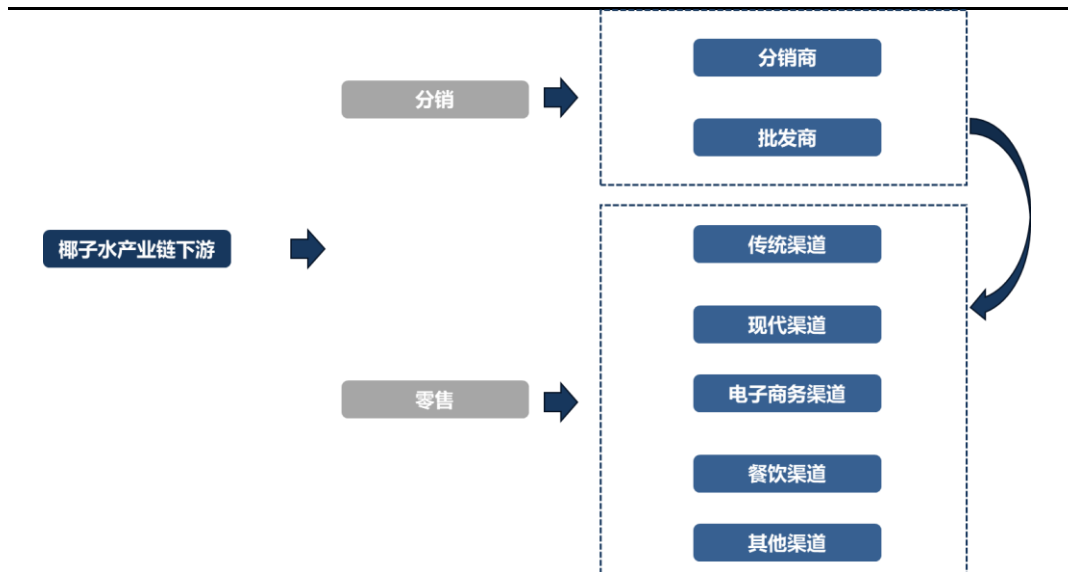 椰子水产业链下游
分销
分销商
批发商
零售
传统渠道
现代渠道
电子商务渠道
餐饮渠道
其他渠道